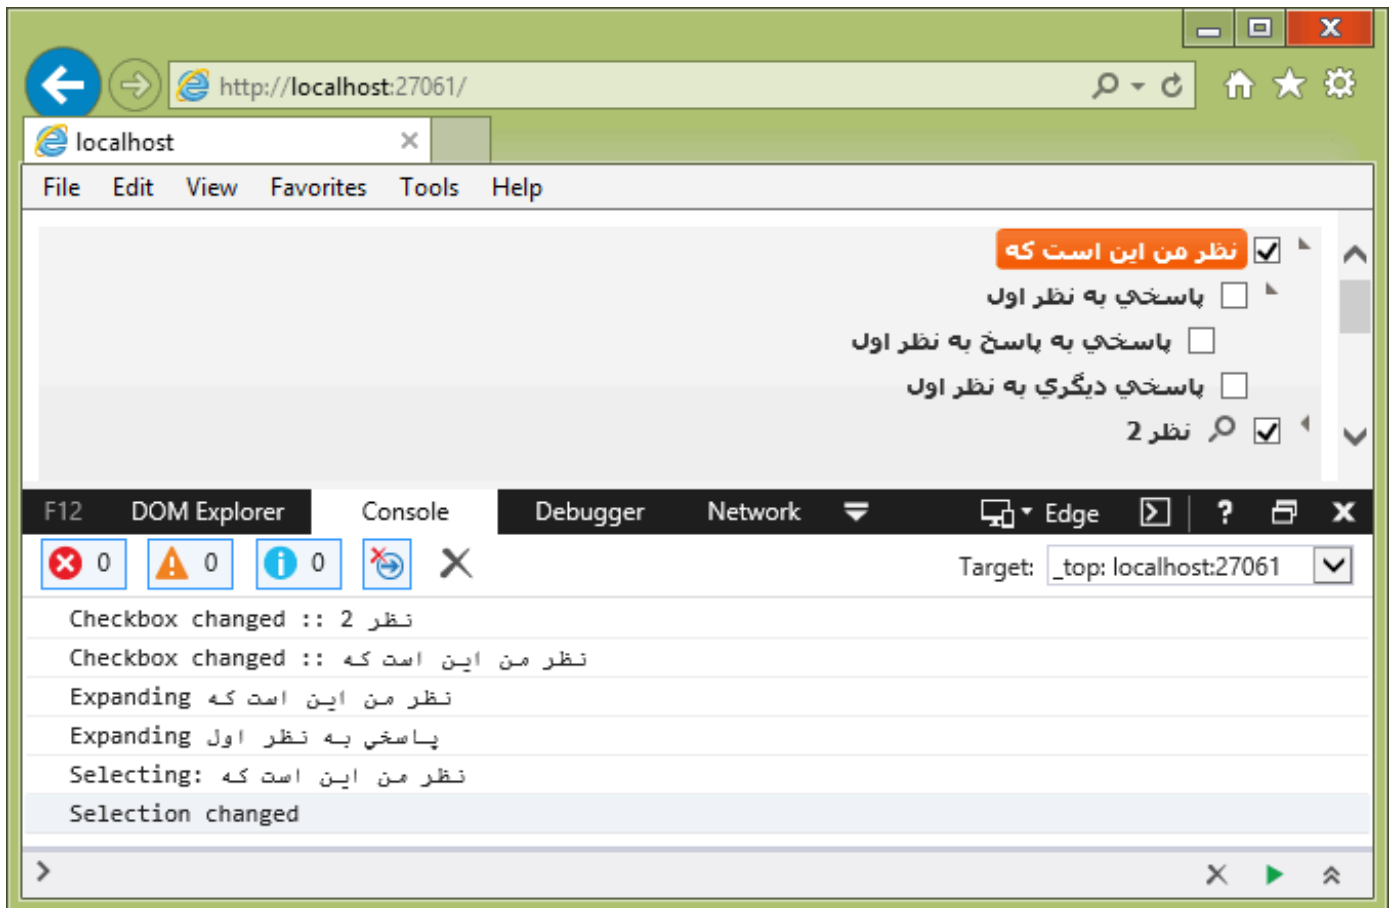 http://localhost:27061/
localhost
File Edit View Favorites Tools Help
نظر من این است که
پاسخي به نظر اول
پاسخي به پاسخ به نظر اول
پاسخي ديگري به نظر اول
نظر 2
F12 DOM Explorer Console Debugger Network Edge ?
0 0 0 Target: _top: localhost:27061
Checkbox changed :: نظر 2
Checkbox changed :: نظر من این است که
Expanding نظر من این است که
Expanding پاسخي به نظر اول
Selecting: نظر من این است که
Selection changed